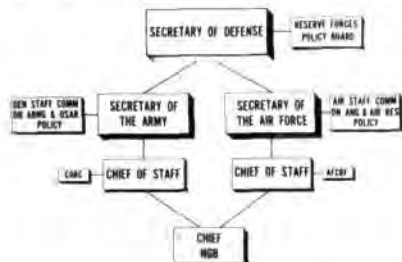 SECRETARY OF DEFENSE
RESERVE FORCES
POLICY BOARD
GEN STAFF COMM
ON ARNG & USAR
POLICY
SECRETARY OF
THE ARMY
SECRETARY OF
THE AIR FORCE
AIR STAFF COMM
ON ANG & AIR RES
POLICY
CHIEF OF STAFF
CHIEF OF STAFF
CHIEF
NGB